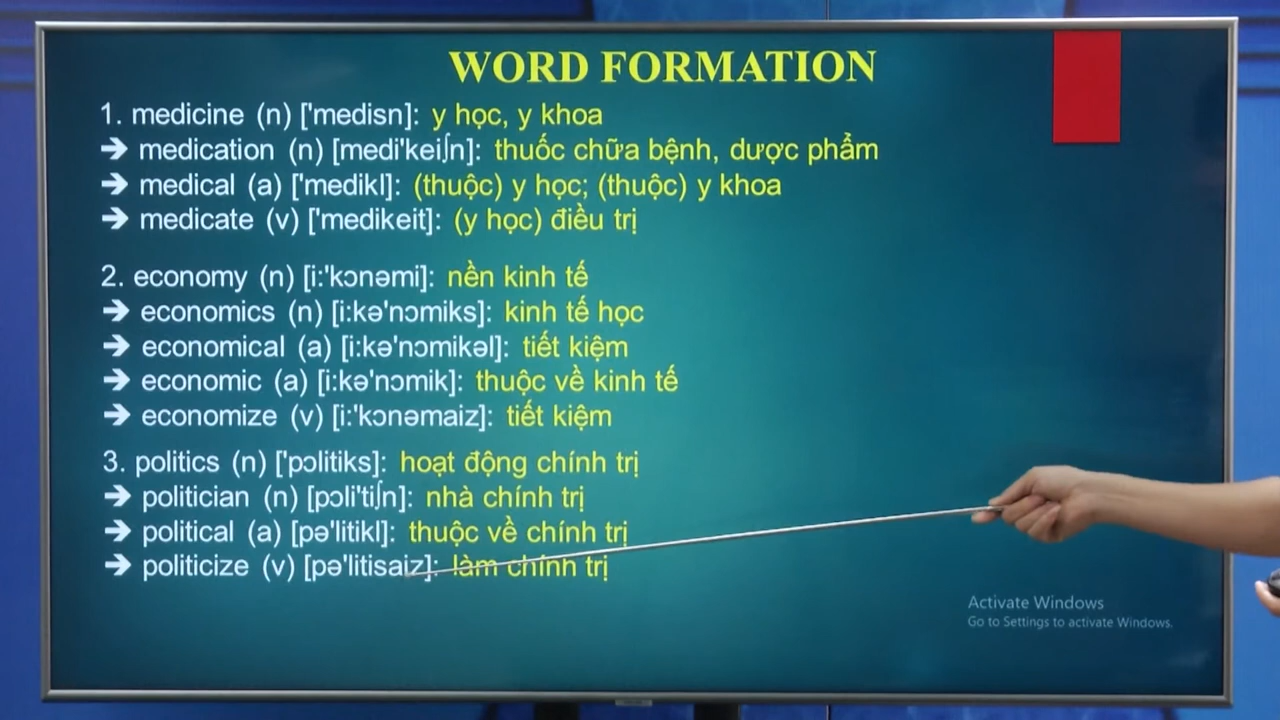 WORD FORMATION
1. medicine (n) ['medisn]: y học, y khoa
➔ medication (n) [medi'kei∫n]: thuốc chữa bệnh, dược phẩm
➔ medical (a) ['medikl]: (thuộc) y học; (thuộc) y khoa
➔ medicate (v) ['medikeit]: (y học) điều trị
2. economy (n) [i:'kɔnəmi]: nền kinh tế
➔ economics (n) [i:kə'nɔmiks]: kinh tế học
➔ economical (a) [i:kə'nɔmikəl]: tiết kiệm
➔ economic (a) [i:kə'nɔmik]: thuộc về kinh tế
➔ economize (v) [i:'kɔnəmaiz]: tiết kiệm
3. politics (n) ['pɔlitiks]: hoạt động chính trị
➔ politician (n) [pɔli'ti∫n]: nhà chính trị
➔ political (a) [pə'litikl]: thuộc về chính trị
➔ politicize (v) [pə'litisaiz]: làm chính trị
Activate Windows
Go to Settings to activate Windows.